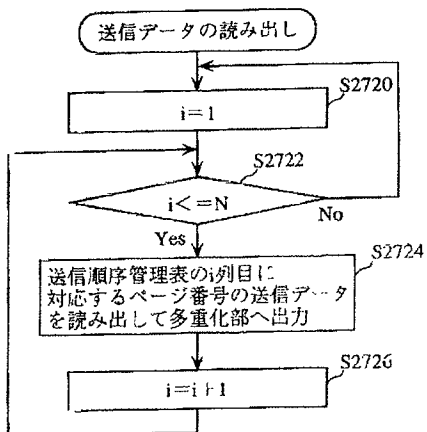 送信データの読み出し
S2720
i=1
S2722
i<=N
No
Yes
S2724
送信順序管理表のi列目に
対応するページ番号の送信データ
を読み出して多重化部へ出力
S2726
i=i+1